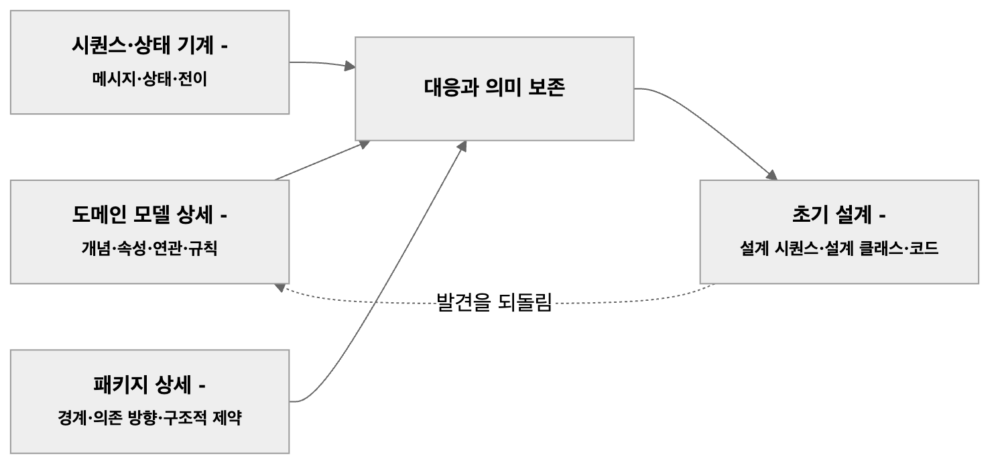 시퀀스·상태 기계 -
메시지·상태·전이
대응과 의미 보존
도메인 모델 상세 -
개념·속성·연관·규칙
초기 설계 -
설계 시퀀스·설계 클래스·코드
발견을 되돌림
패키지 상세 -
경계·의존 방향·구조적 제약